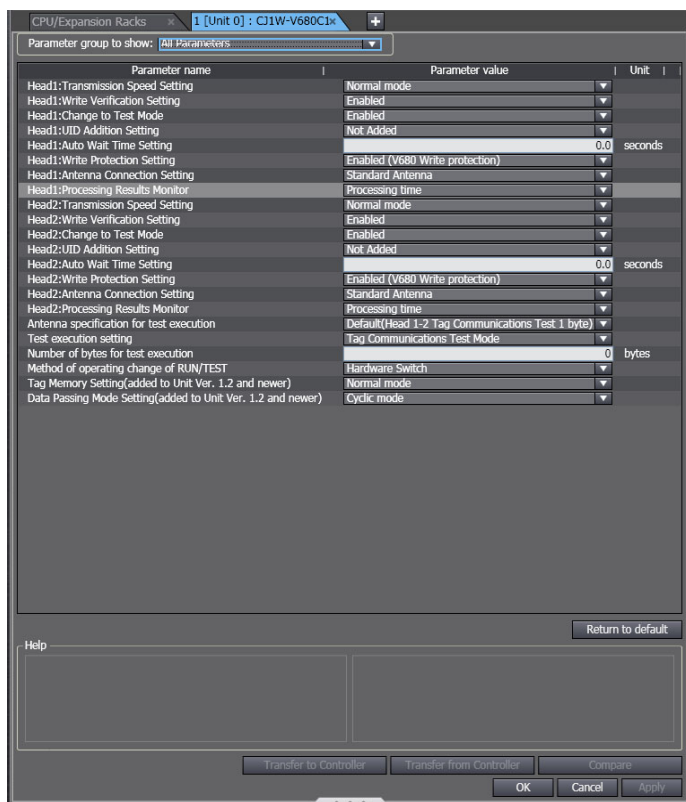 CPU/Expansion Racks × 1 [Unit 0] : CJ1W-V680C1× +
Parameter group to show: All Parameters
Parameter name | Parameter value | Unit | |
Head1:Transmission Speed Setting Normal mode
Head1:Write Verification Setting Enabled
Head1:Change to Test Mode Enabled
Head1:UID Addition Setting Not Added
Head1:Auto Wait Time Setting 0.0 seconds
Head1:Write Protection Setting Enabled (V680 Write protection)
Head1:Antenna Connection Setting Standard Antenna
Head1:Processing Results Monitor Processing time
Head2:Transmission Speed Setting Normal mode
Head2:Write Verification Setting Enabled
Head2:Change to Test Mode Enabled
Head2:UID Addition Setting Not Added
Head2:Auto Wait Time Setting 0.0 seconds
Head2:Write Protection Setting Enabled (V680 Write protection)
Head2:Antenna Connection Setting Standard Antenna
Head2:Processing Results Monitor Processing time
Antenna specification for test execution Default(Head 1-2 Tag Communications Test 1 byte)
Test execution setting Tag Communications Test Mode
Number of bytes for test execution 0 bytes
Method of operating change of RUN/TEST Hardware Switch
Tag Memory Setting(added to Unit Ver. 1.2 and newer) Normal mode
Data Passing Mode Setting(added to Unit Ver. 1.2 and newer) Cyclic mode
Return to default
Help
Transfer to Controller Transfer from Controller Compare
OK Cancel Apply